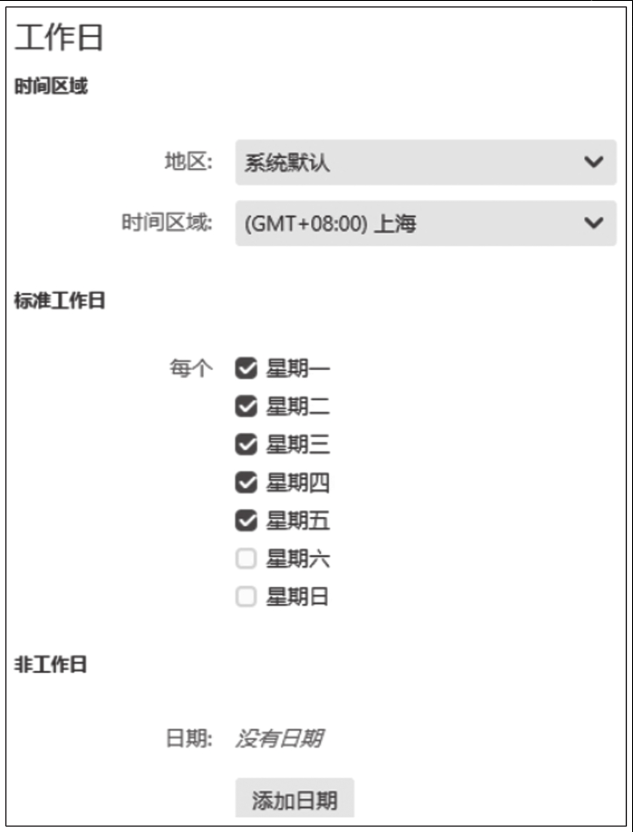 工作日
时间区域
地区: 系统默认
时间区域: (GMT+08:00) 上海
标准工作日
每个 星期一
星期二
星期三
星期四
星期五
星期六
星期日
非工作日
日期: 没有日期
添加日期